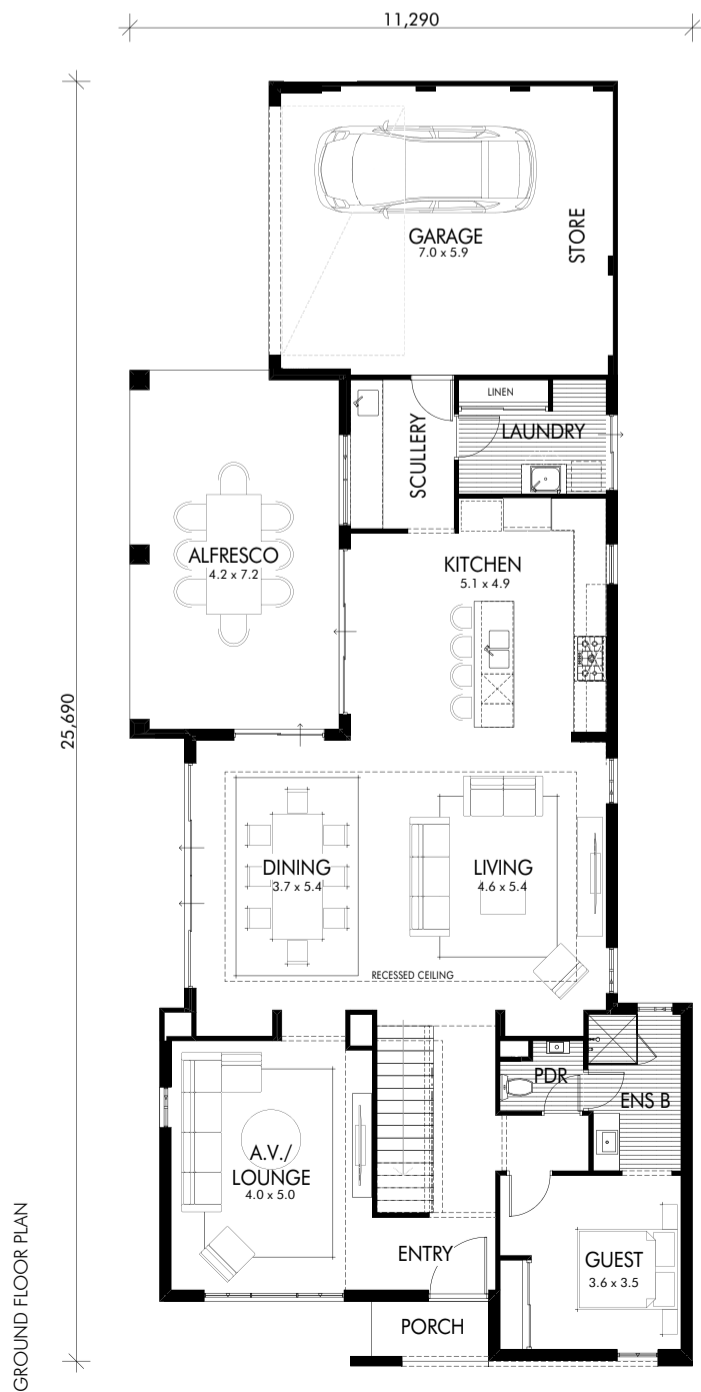 11,290
GARAGE
7.0 x 5.9
STORE
LINEN
LAUNDRY
SCULLERY
ALFRESCO
4.2 x 7.2
KITCHEN
5.1 x 4.9
25,690
DINING
3.7 x 5.4
LIVING
4.6 x 5.4
RECESSED CEILING
PDR
ENS B
A.V./
LOUNGE
4.0 x 5.0
ENTRY
GUEST
3.6 x 3.5
PORCH
GROUND FLOOR PLAN